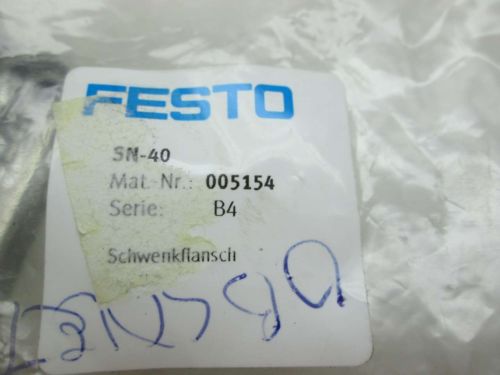 FESTO
SN-40
Mat.-Nr.: 005154
Serie: B4
Schwenkflansch